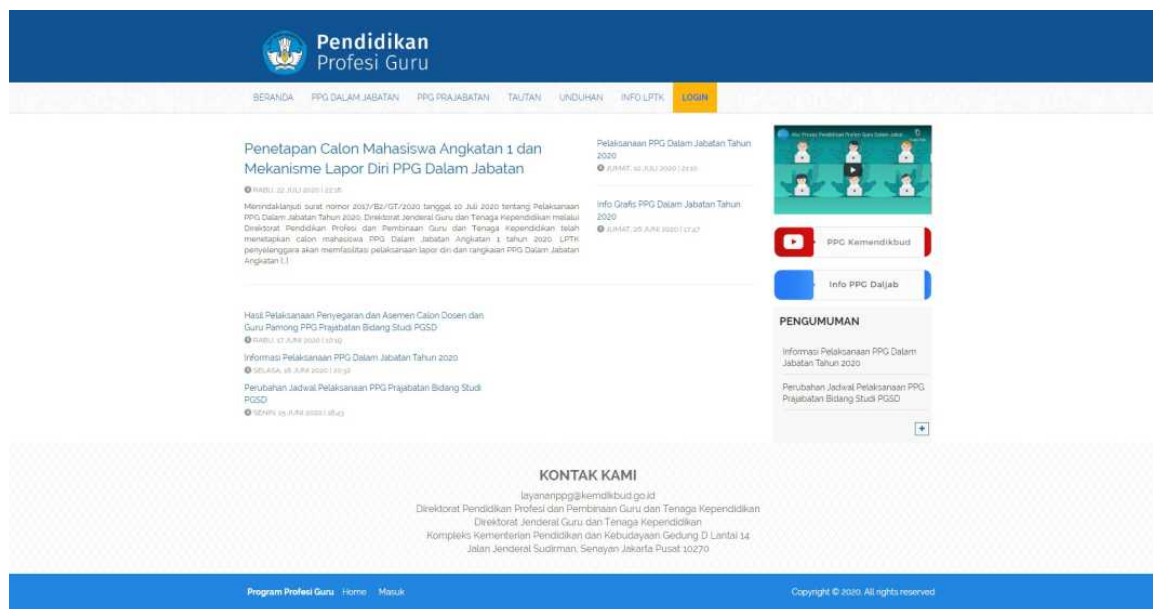 Pendidikan
Profesi Guru
BERANDA PPG DALAM JABATAN PPG PRAJABATAN TAUTAN UNDUHAN INFO LPTK LOGIN
Penetapan Calon Mahasiswa Angkatan 1 dan
Mekanisme Lapor Diri PPG Dalam Jabatan
RABU, 22 JULI 2020 |
Menindaklanjuti surat nomor 2017/B2/GT/2020 tanggal 10 Juli 2020 tentang Pelaksanaan
PPG Dalam Jabatan Tahun 2020, Direktorat Jenderal Guru dan Tenaga Kependidikan melalui
Direktorat Pendidikan Profesi dan Pembinaan Guru dan Tenaga Kependidikan telah
menetapkan calon mahasiswa PPG Dalam Jabatan Angkatan 1 tahun 2020. LPTK
penyelenggara akan memfasilitasi pelaksanaan lapor diri dan rangkaian PPG Dalam Jabatan
Angkatan [...]
Pelaksanaan PPG Dalam Jabatan Tahun
2020
JUMAT, 10 JULI 2020 |
Info Grafis PPG Dalam Jabatan Tahun
2020
JUMAT, 26 JUNI 2020 | 17:47
PPG Kemendikbud
Info PPG Daljab
PENGUMUMAN
Informasi Pelaksanaan PPG Dalam
Jabatan Tahun 2020
Perubahan Jadwal Pelaksanaan PPG
Prajabatan Bidang Studi PGSD
Hasil Pelaksanaan Penyegaran dan Asemen Calon Dosen dan
Guru Pamong PPG Prajabatan Bidang Studi PGSD
RABU, 17 JUNI 2020 |
Informasi Pelaksanaan PPG Dalam Jabatan Tahun 2020
SELASA, 16 JUNI 2020 |
Perubahan Jadwal Pelaksanaan PPG Prajabatan Bidang Studi
PGSD
SENIN, 15 JUNI 2020 |
KONTAK KAMI
layananppg@kemdikbud.go.id
Direktorat Pendidikan Profesi dan Pembinaan Guru dan Tenaga Kependidikan
Direktorat Jenderal Guru dan Tenaga Kependidikan
Kompleks Kementerian Pendidikan dan Kebudayaan Gedung D Lantai 14
Jalan Jenderal Sudirman, Senayan Jakarta Pusat 10270
Program Profesi Guru Home Masuk
Copyright © 2020. All rights reserved